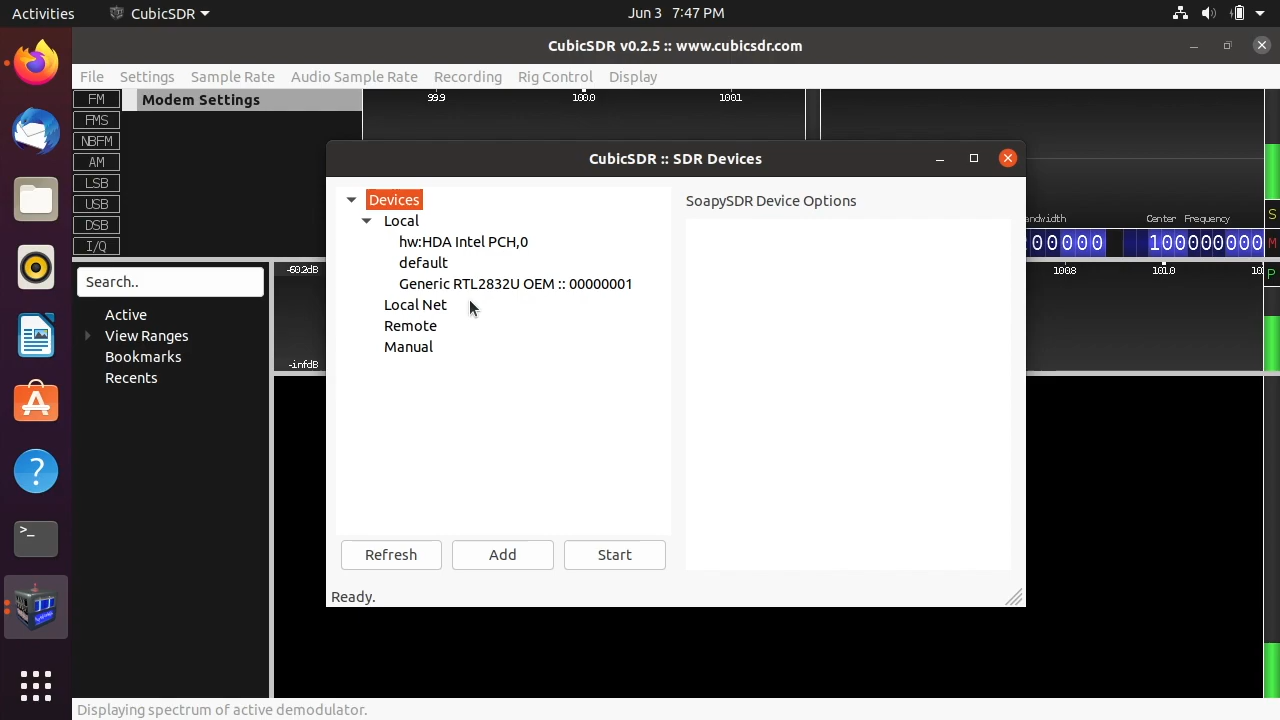 Activities
CubicSDR
Jun 3 7:47 PM
CubicSDR v0.2.5 :: www.cubicsdr.com
File Settings Sample Rate Audio Sample Rate Recording Rig Control Display
FM
FMS
NBFM
AM
LSB
USB
DSB
I/Q
Modem Settings
99.9 100.0 100.1
CubicSDR :: SDR Devices
Devices
Local
hw:HDA Intel PCH,0
default
Generic RTL2832U OEM :: 00000001
Local Net
Remote
Manual
SoapySDR Device Options
Refresh Add Start
Ready.
Center Frequency
100000000
S
M
P
-60.2dB
-infdB
100.8 101.0
Search..
Active
View Ranges
Bookmarks
Recents
Displaying spectrum of active demodulator.